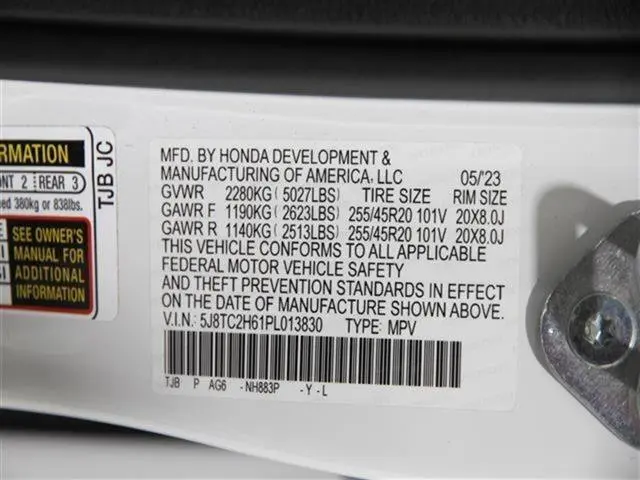 RMATION
ONT 2 REAR 3
ed 380kg or 838lbs.
SEE OWNER'S
MANUAL FOR
ADDITIONAL
INFORMATION
TJB JC
MFD. BY HONDA DEVELOPMENT &
MANUFACTURING OF AMERICA, LLC 05/'23
GVWR 2280KG (5027LBS) TIRE SIZE RIM SIZE
GAWR F 1190KG (2623LBS) 255/45R20 101V 20X8.0J
GAWR R 1140KG (2513LBS) 255/45R20 101V 20X8.0J
THIS VEHICLE CONFORMS TO ALL APPLICABLE
FEDERAL MOTOR VEHICLE SAFETY
AND THEFT PREVENTION STANDARDS IN EFFECT
ON THE DATE OF MANUFACTURE SHOWN ABOVE.
V.I.N: 5J8TC2H61PL013830 TYPE: MPV
TJB P AG6 -NH883P -Y-L